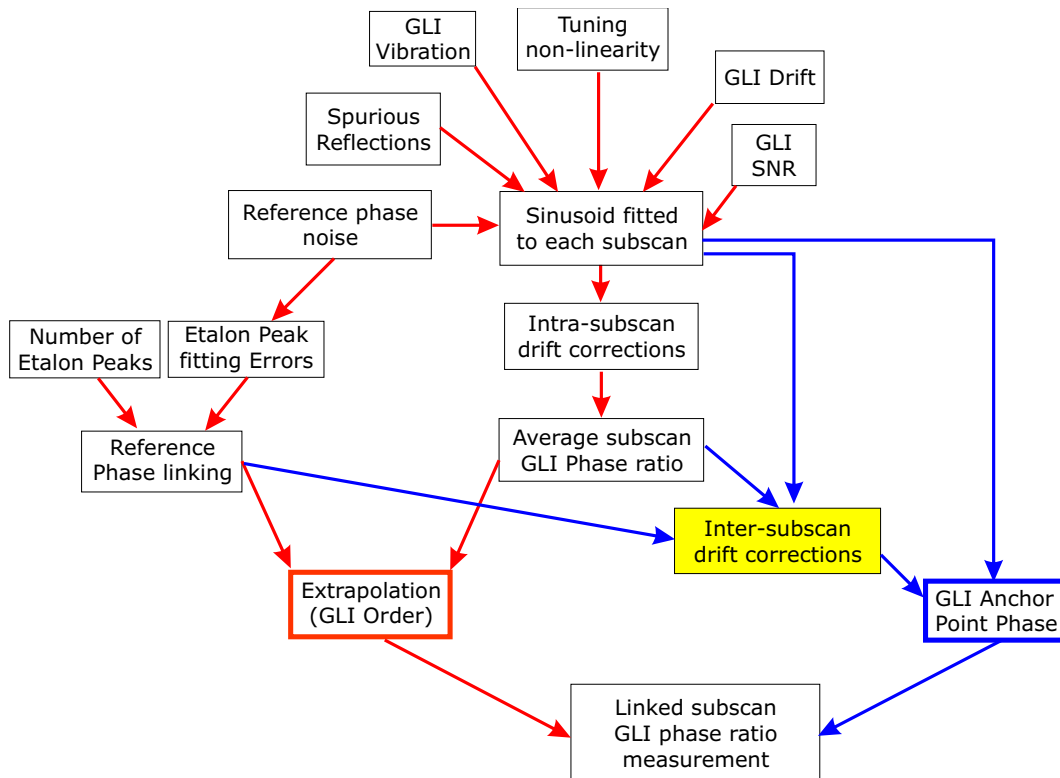 GLI
Vibration
Tuning
non-linearity
GLI Drift
Spurious
Reflections
GLI
SNR
Reference phase
noise
Sinusoid fitted
to each subscan
Number of
Etalon Peaks
Etalon Peak
fitting Errors
Intra-subscan
drift corrections
Reference
Phase linking
Average subscan
GLI Phase ratio
Inter-subscan
drift corrections
Extrapolation
(GLI Order)
GLI Anchor
Point Phase
Linked subscan
GLI phase ratio
measurement